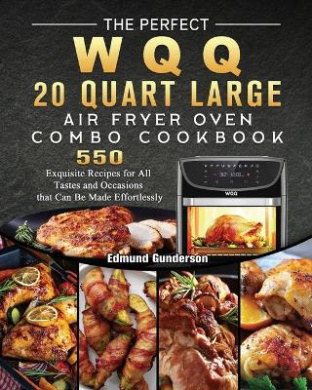 THE PERFECT
WQQ
20 QUART LARGE
AIR FRYER OVEN
COMBO COOKBOOK
550
Exquisite Recipes for All
Tastes and Occasions
that Can Be Made Effortlessly
WQQ
Edmund Gunderson